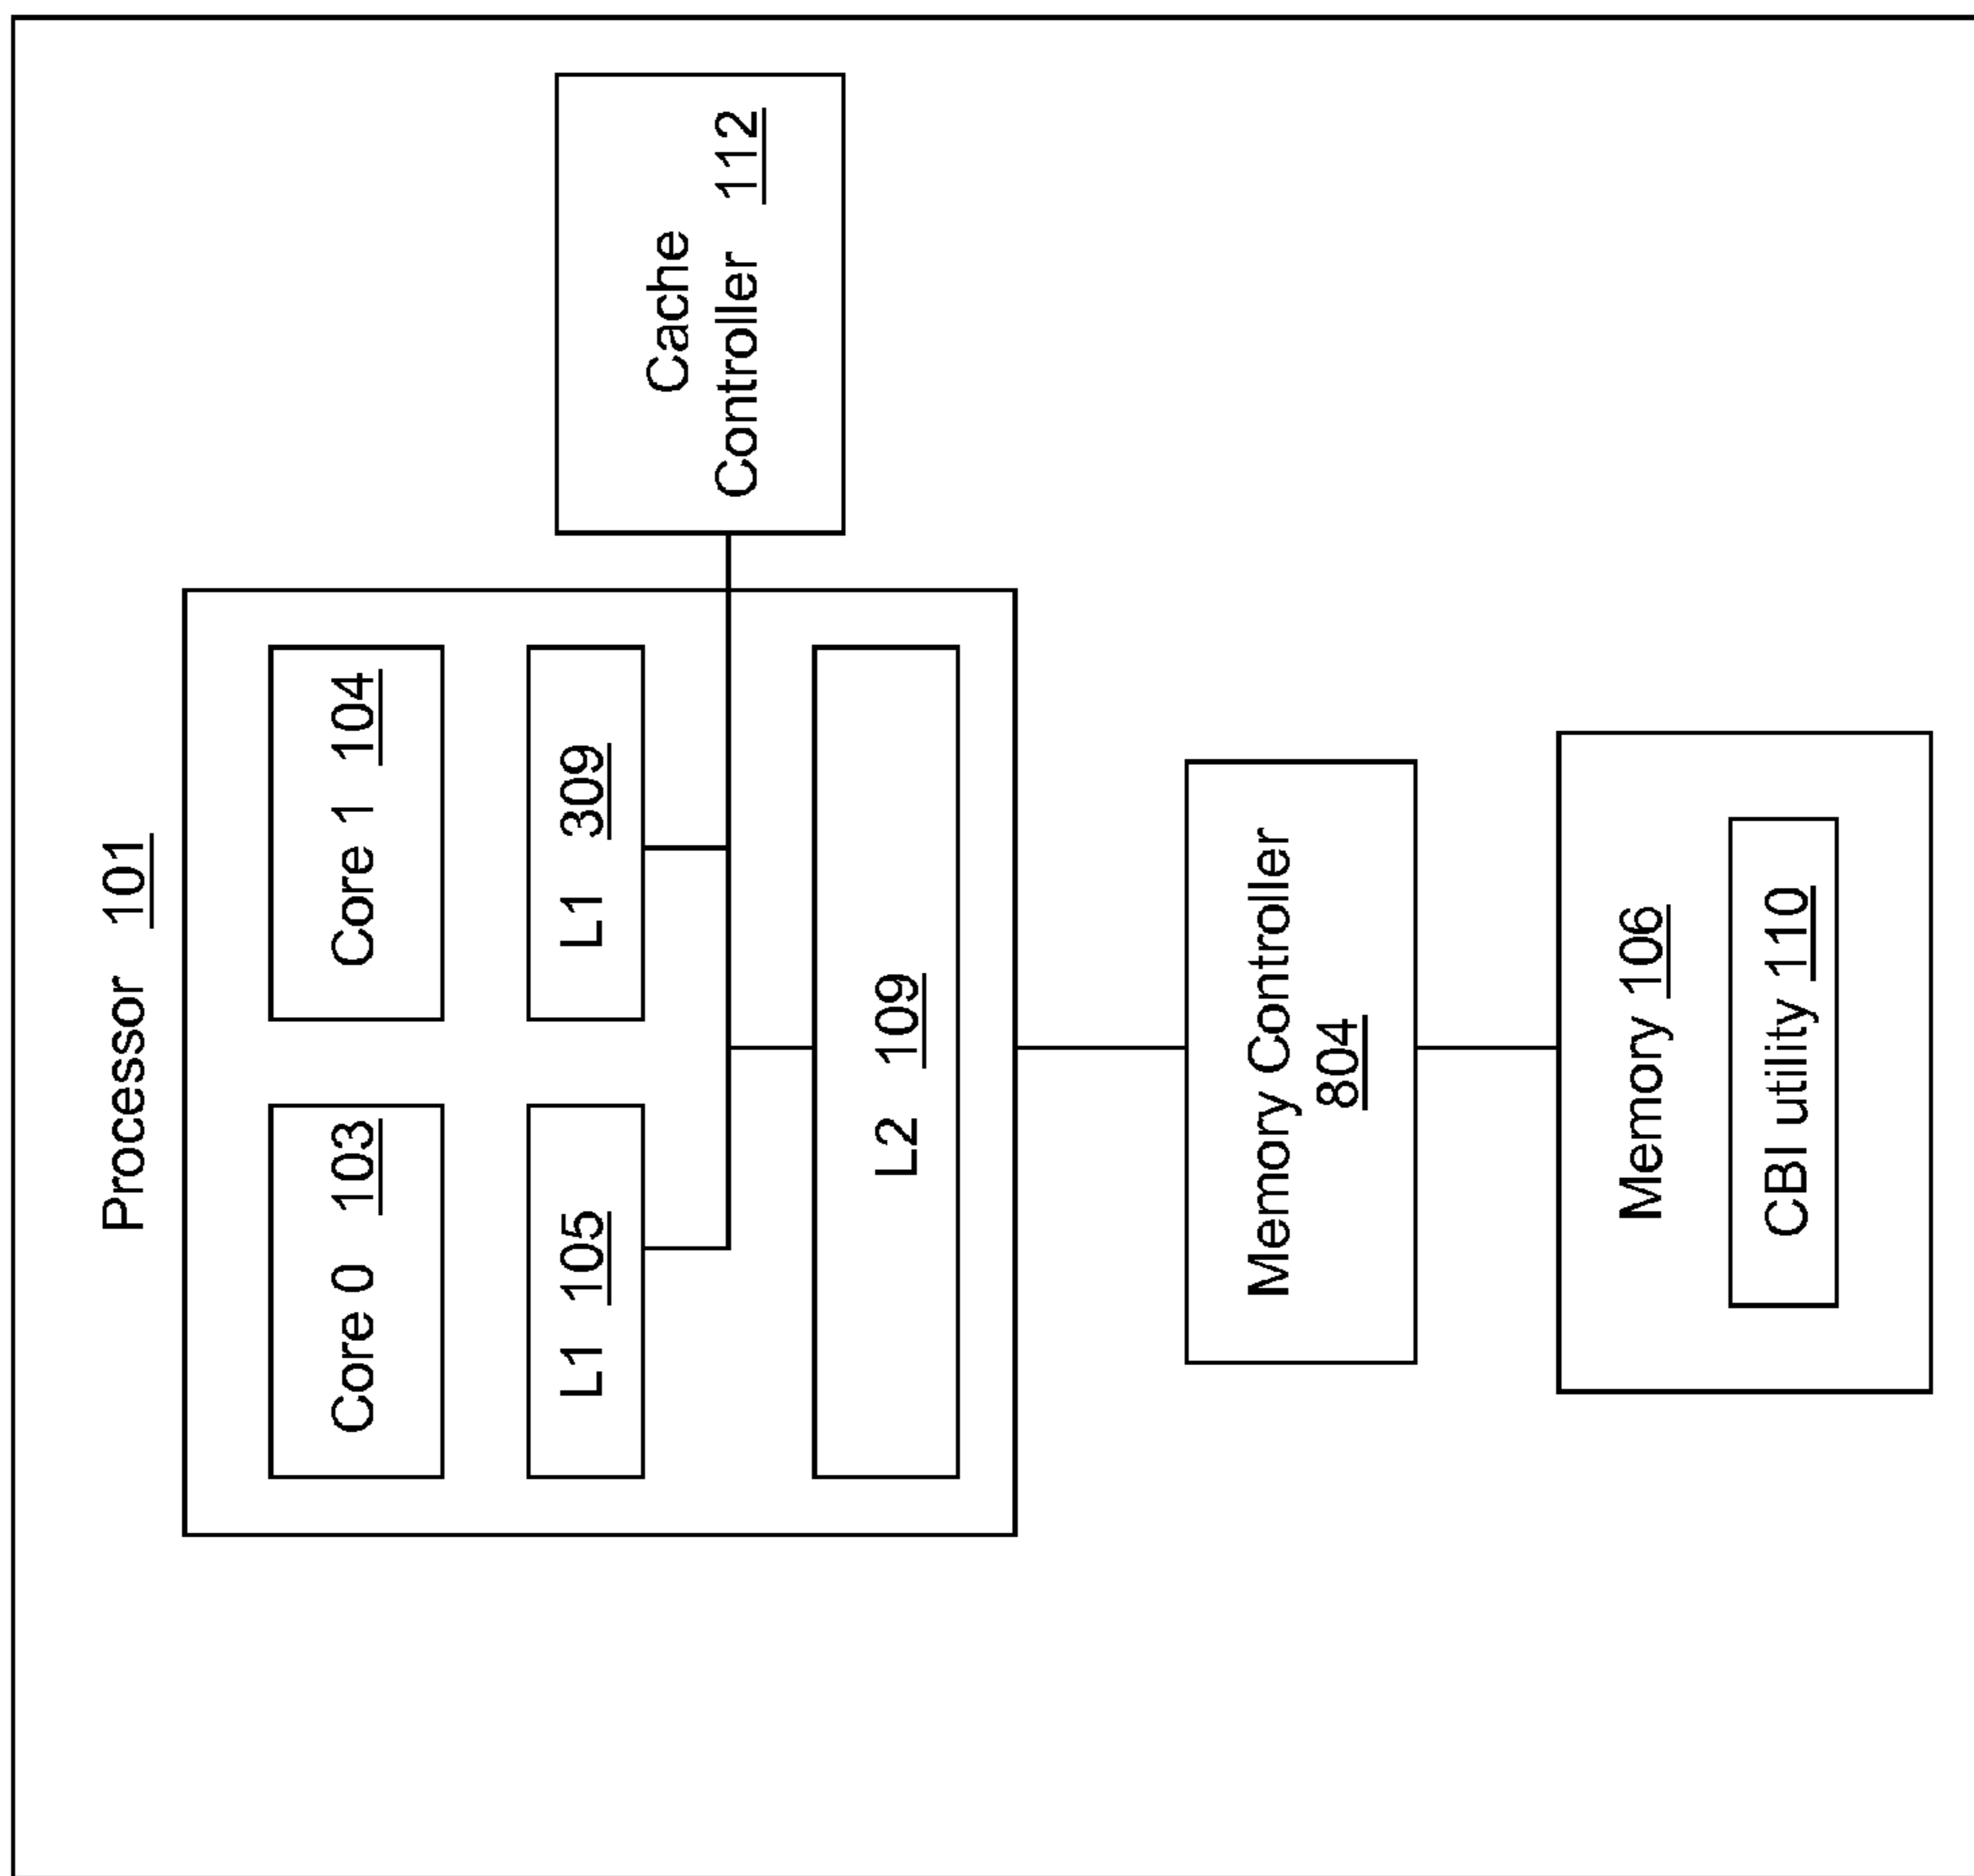 Processor 101
Core 0 103
Core 1 104
L1 105
L1 309
Cache
Controller 112
L2 109
Memory Controller
804
Memory 106
CBI utility 110